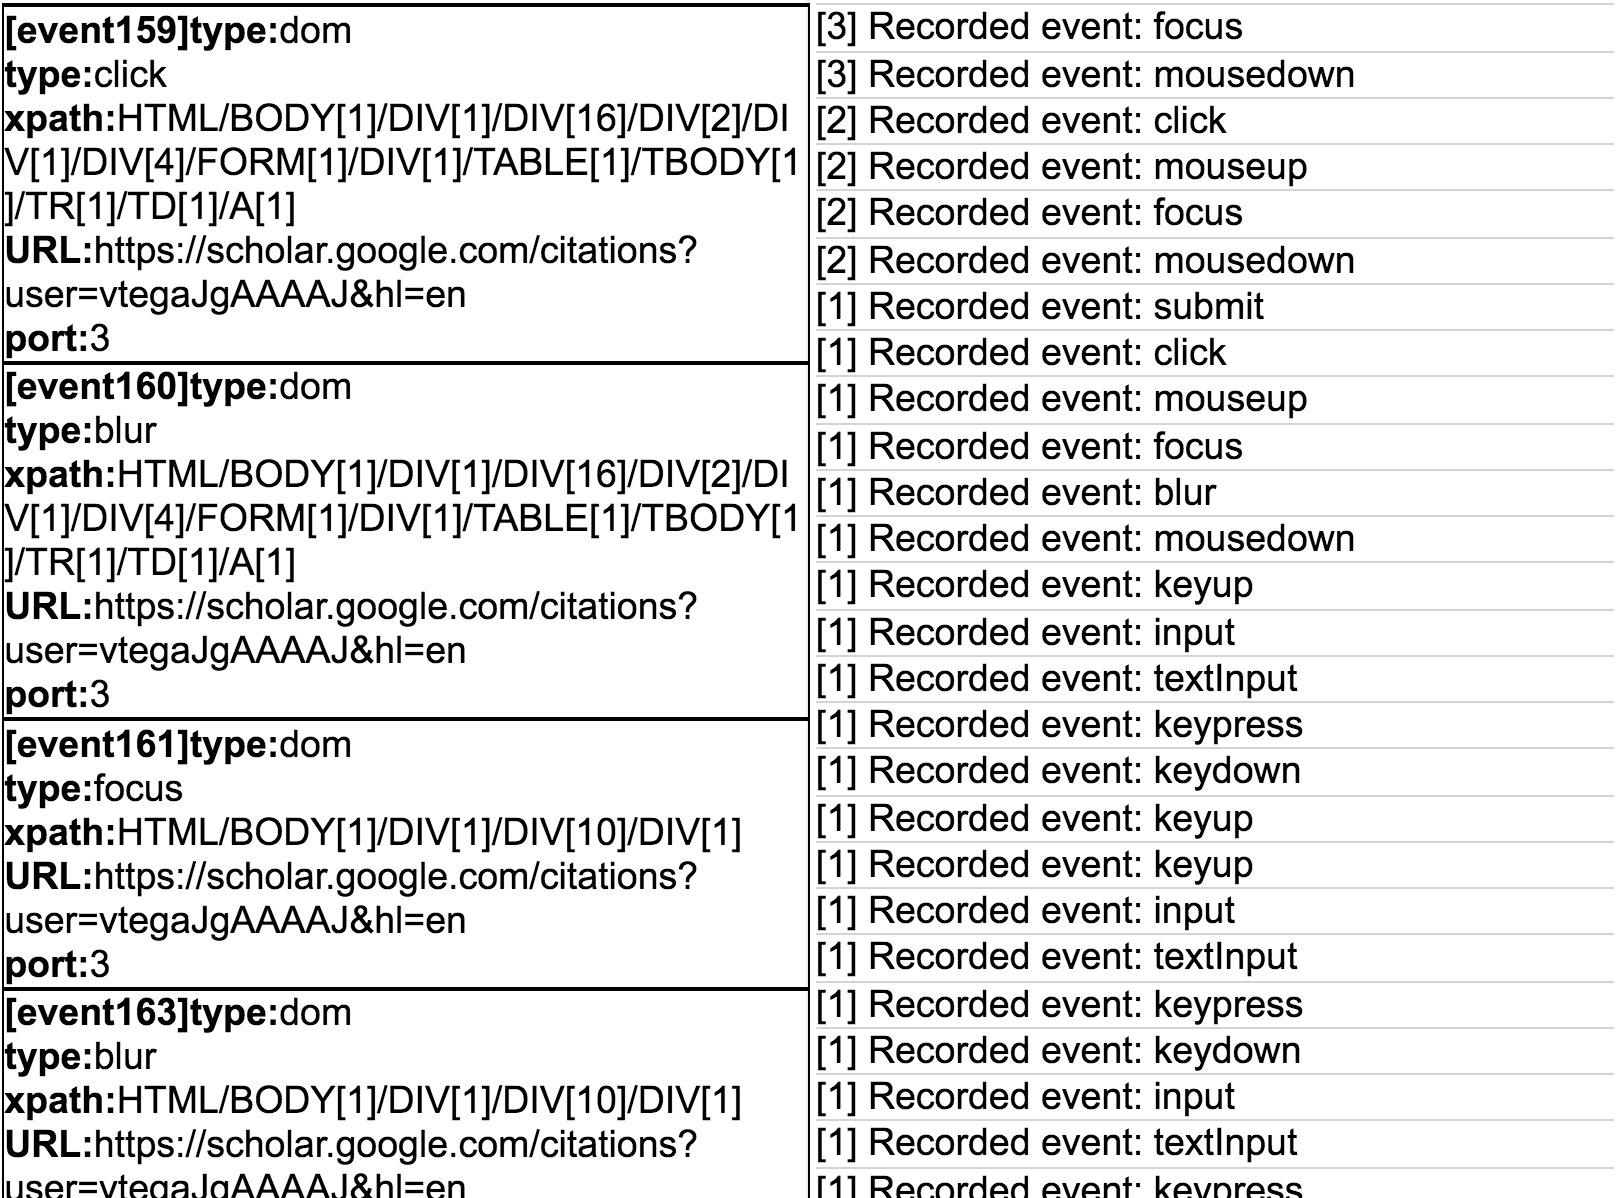 [event159]type:dom
type:click
xpath:HTML/BODY[1]/DIV[1]/DIV[16]/DIV[2]/DI
V[1]/DIV[4]/FORM[1]/DIV[1]/TABLE[1]/TBODY[1
]/TR[1]/TD[1]/A[1]
URL:https://scholar.google.com/citations?
user=vtegaJgAAAAJ&hl=en
port:3
[event160]type:dom
type:blur
xpath:HTML/BODY[1]/DIV[1]/DIV[16]/DIV[2]/DI
V[1]/DIV[4]/FORM[1]/DIV[1]/TABLE[1]/TBODY[1
]/TR[1]/TD[1]/A[1]
URL:https://scholar.google.com/citations?
user=vtegaJgAAAAJ&hl=en
port:3
[event161]type:dom
type:focus
xpath:HTML/BODY[1]/DIV[1]/DIV[10]/DIV[1]
URL:https://scholar.google.com/citations?
user=vtegaJgAAAAJ&hl=en
port:3
[event163]type:dom
type:blur
xpath:HTML/BODY[1]/DIV[1]/DIV[10]/DIV[1]
URL:https://scholar.google.com/citations?
user=vtegaJgAAAAJ&hl=en
[3] Recorded event: focus
[3] Recorded event: mousedown
[2] Recorded event: click
[2] Recorded event: mouseup
[2] Recorded event: focus
[2] Recorded event: mousedown
[1] Recorded event: submit
[1] Recorded event: click
[1] Recorded event: mouseup
[1] Recorded event: focus
[1] Recorded event: blur
[1] Recorded event: mousedown
[1] Recorded event: keyup
[1] Recorded event: input
[1] Recorded event: textInput
[1] Recorded event: keypress
[1] Recorded event: keydown
[1] Recorded event: keyup
[1] Recorded event: keyup
[1] Recorded event: input
[1] Recorded event: textInput
[1] Recorded event: keypress
[1] Recorded event: keydown
[1] Recorded event: input
[1] Recorded event: textInput
[1] Recorded event: keypress